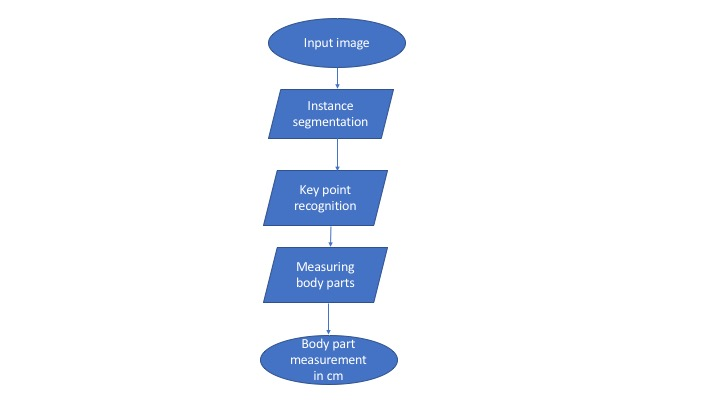 Input image
Instance
segmentation
Key point
recognition
Measuring
body parts
Body part
measurement
in cm